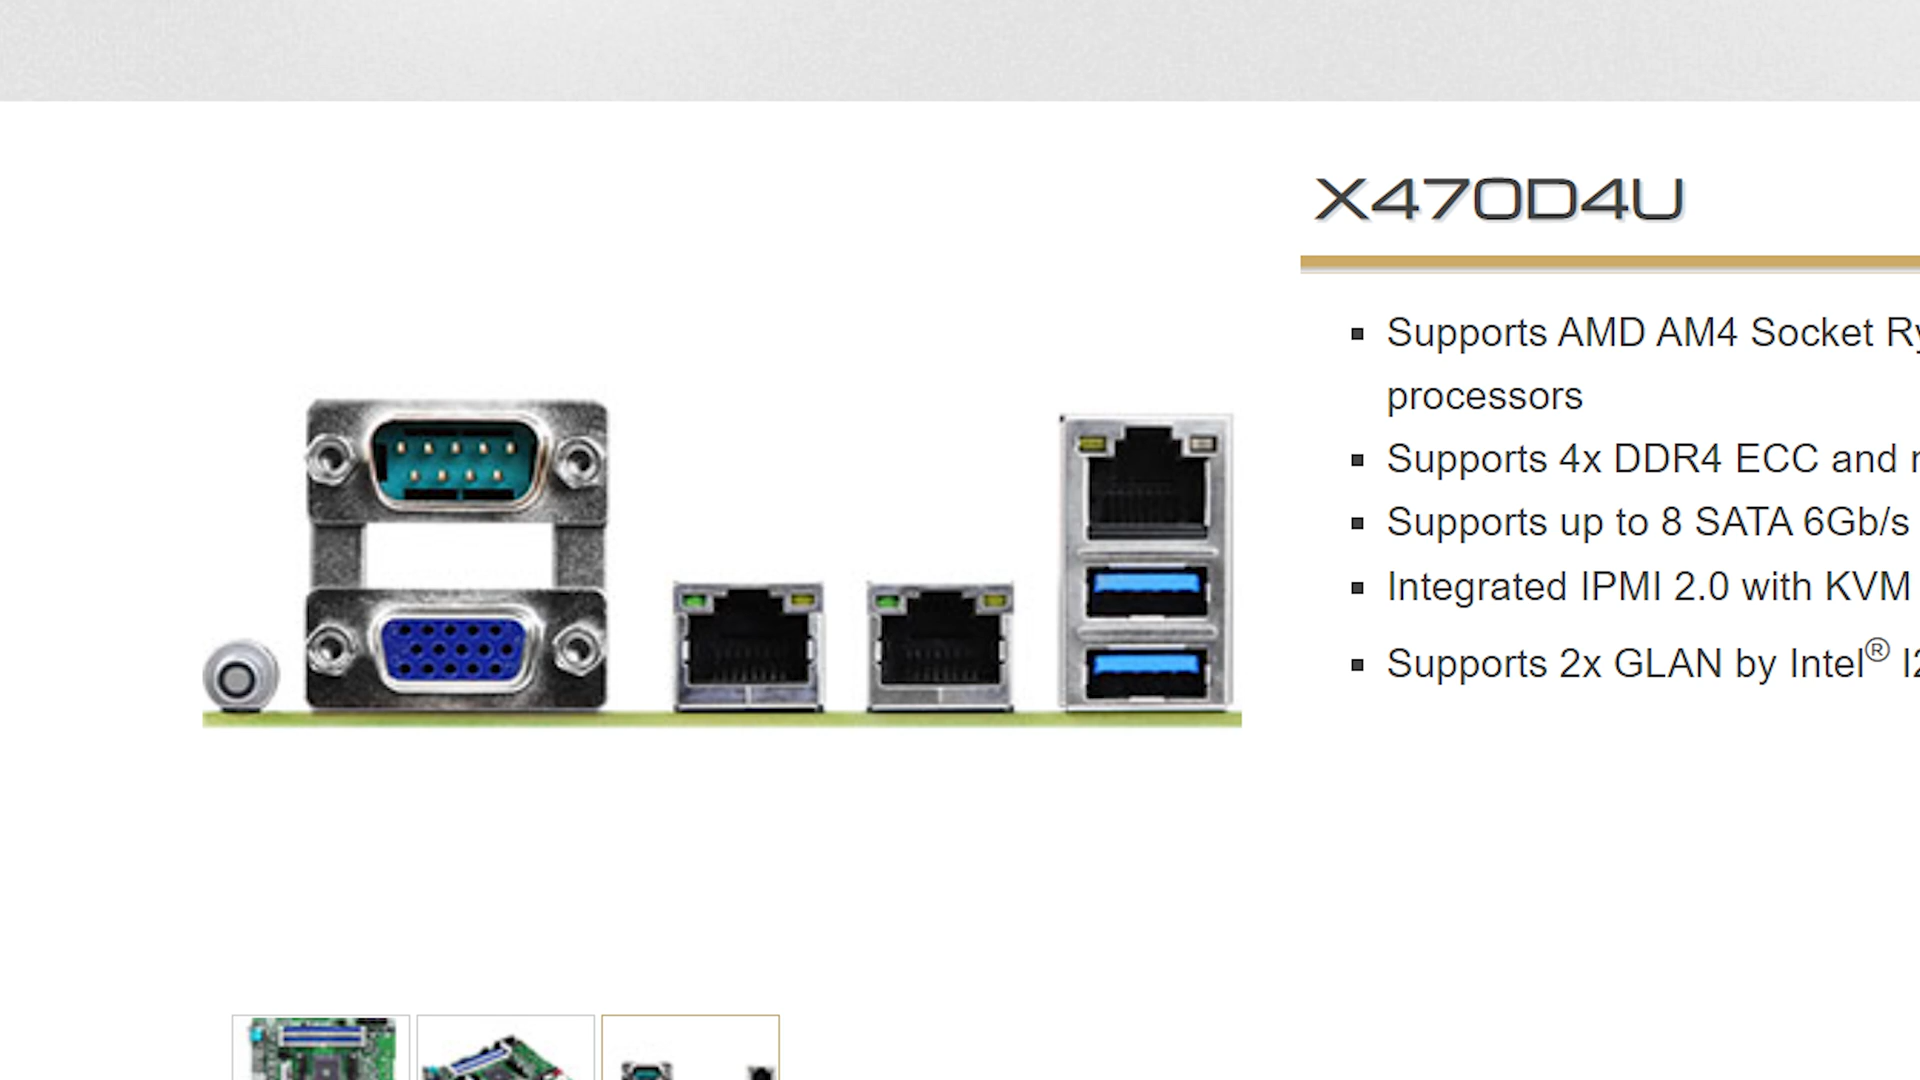 X470D4U
Supports AMD AM4 Socket
processors
Supports 4x DDR4 ECC and
Supports up to 8 SATA 6Gb/s
Integrated IPMI 2.0 with KVM
Supports 2x GLAN by Intel®